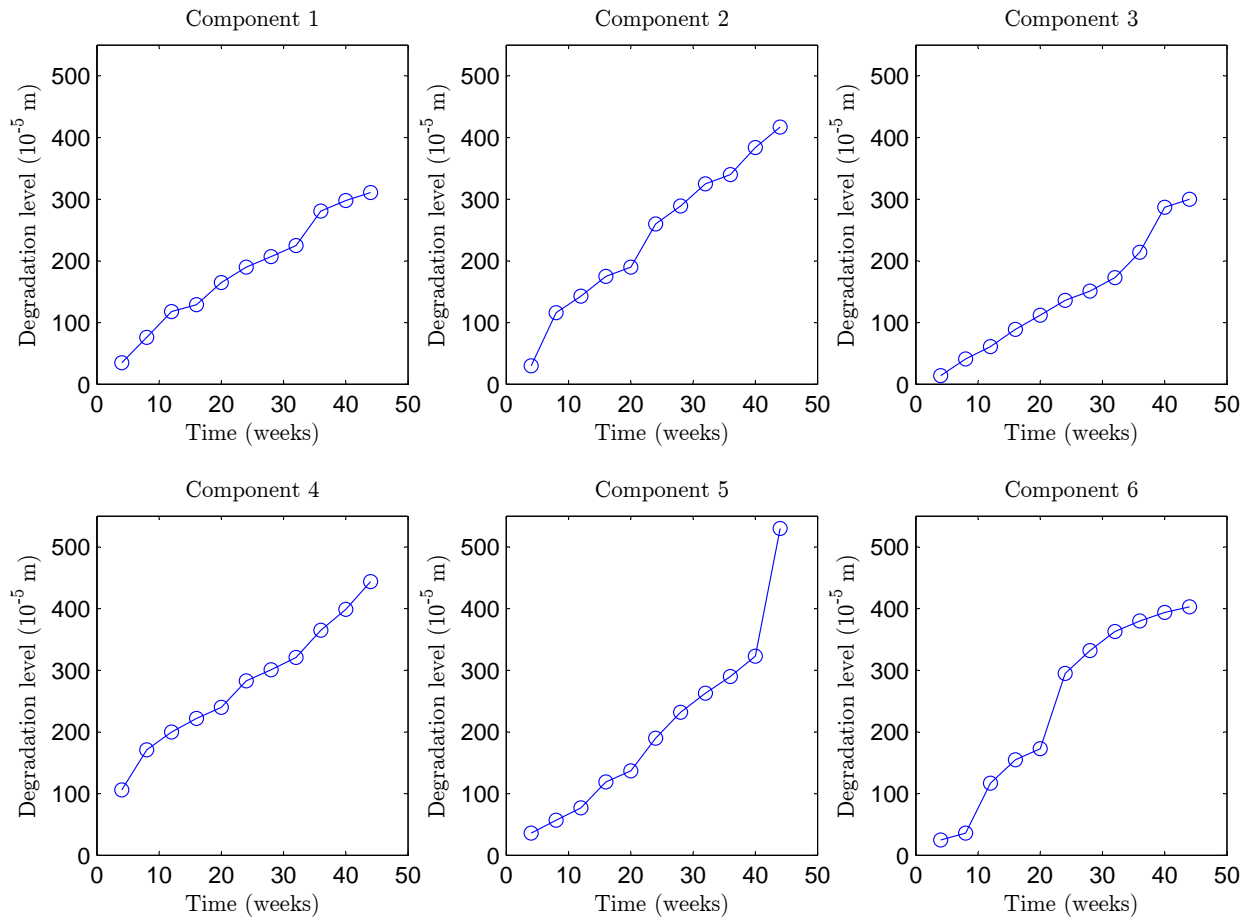 Component 1
Component 2
Component 3
500
400
300
200
100
0
Degradation level (10⁻⁵ m)
0 10 20 30 40 50
Time (weeks)
500
400
300
200
100
0
Degradation level (10⁻⁵ m)
0 10 20 30 40 50
Time (weeks)
500
400
300
200
100
0
Degradation level (10⁻⁵ m)
0 10 20 30 40 50
Time (weeks)
Component 4
Component 5
Component 6
500
400
300
200
100
0
Degradation level (10⁻⁵ m)
0 10 20 30 40 50
Time (weeks)
500
400
300
200
100
0
Degradation level (10⁻⁵ m)
0 10 20 30 40 50
Time (weeks)
500
400
300
200
100
0
Degradation level (10⁻⁵ m)
0 10 20 30 40 50
Time (weeks)